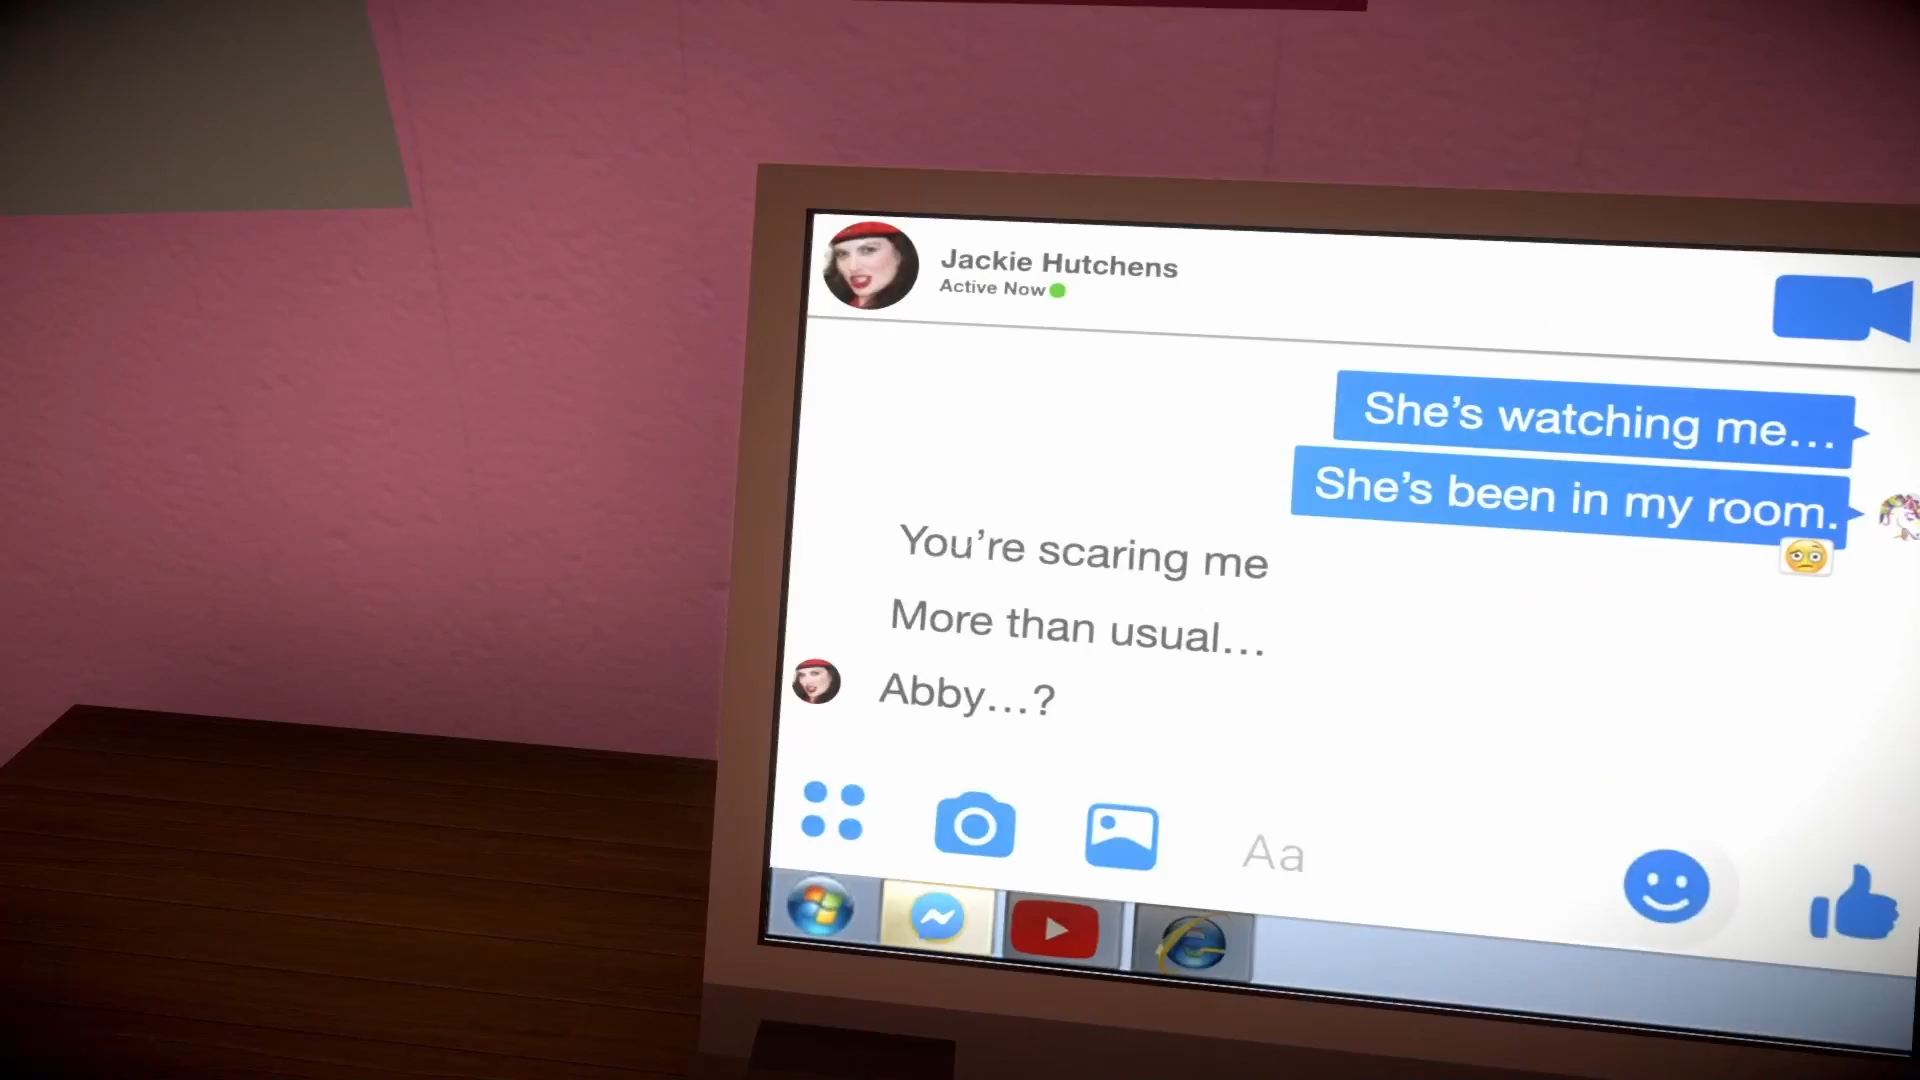 Jackie Hutchens
Active Now
She's watching me...
She's been in my room.
You're scaring me
More than usual...
Abby...?
Aa